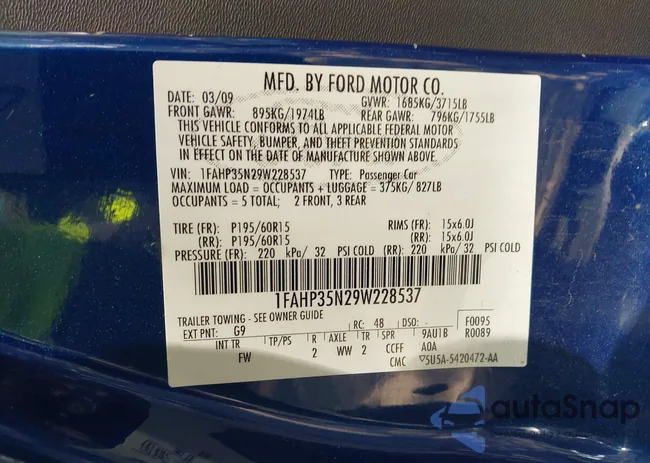 MFD. BY FORD MOTOR CO.
DATE: 03/09 GVWR: 1685KG/3715LB
FRONT GAWR: 895KG/1974LB REAR GAWR: 796KG/1755LB
THIS VEHICLE CONFORMS TO ALL APPLICABLE FEDERAL MOTOR
VEHICLE SAFETY, BUMPER, AND THEFT PREVENTION STANDARDS
IN EFFECT ON THE DATE OF MANUFACTURE SHOWN ABOVE.
VIN: 1FAHP35N29W228537 TYPE: Passenger Car
MAXIMUM LOAD = OCCUPANTS + LUGGAGE = 375KG/ 827LB
OCCUPANTS = 5 TOTAL: 2 FRONT, 3 REAR
TIRE (FR): P195/60R15 RIMS (FR): 15x6.0J
(RR): P195/60R15 (RR): 15x6.0J
PRESSURE (FR): 220 kPa/ 32 PSI COLD (RR): 220 kPa/ 32 PSI COLD
1FAHP35N29W228537
TRAILER TOWING - SEE OWNER GUIDE F0095
EXT PNT: G9 RC: 48 DSO: - R0089
INT TR TP/PS R AXLE TR SPR 9AU1B
FW 2 WW 2 CCFF A0A
CMC ▽5U5A-5420472-AA
autoSnap